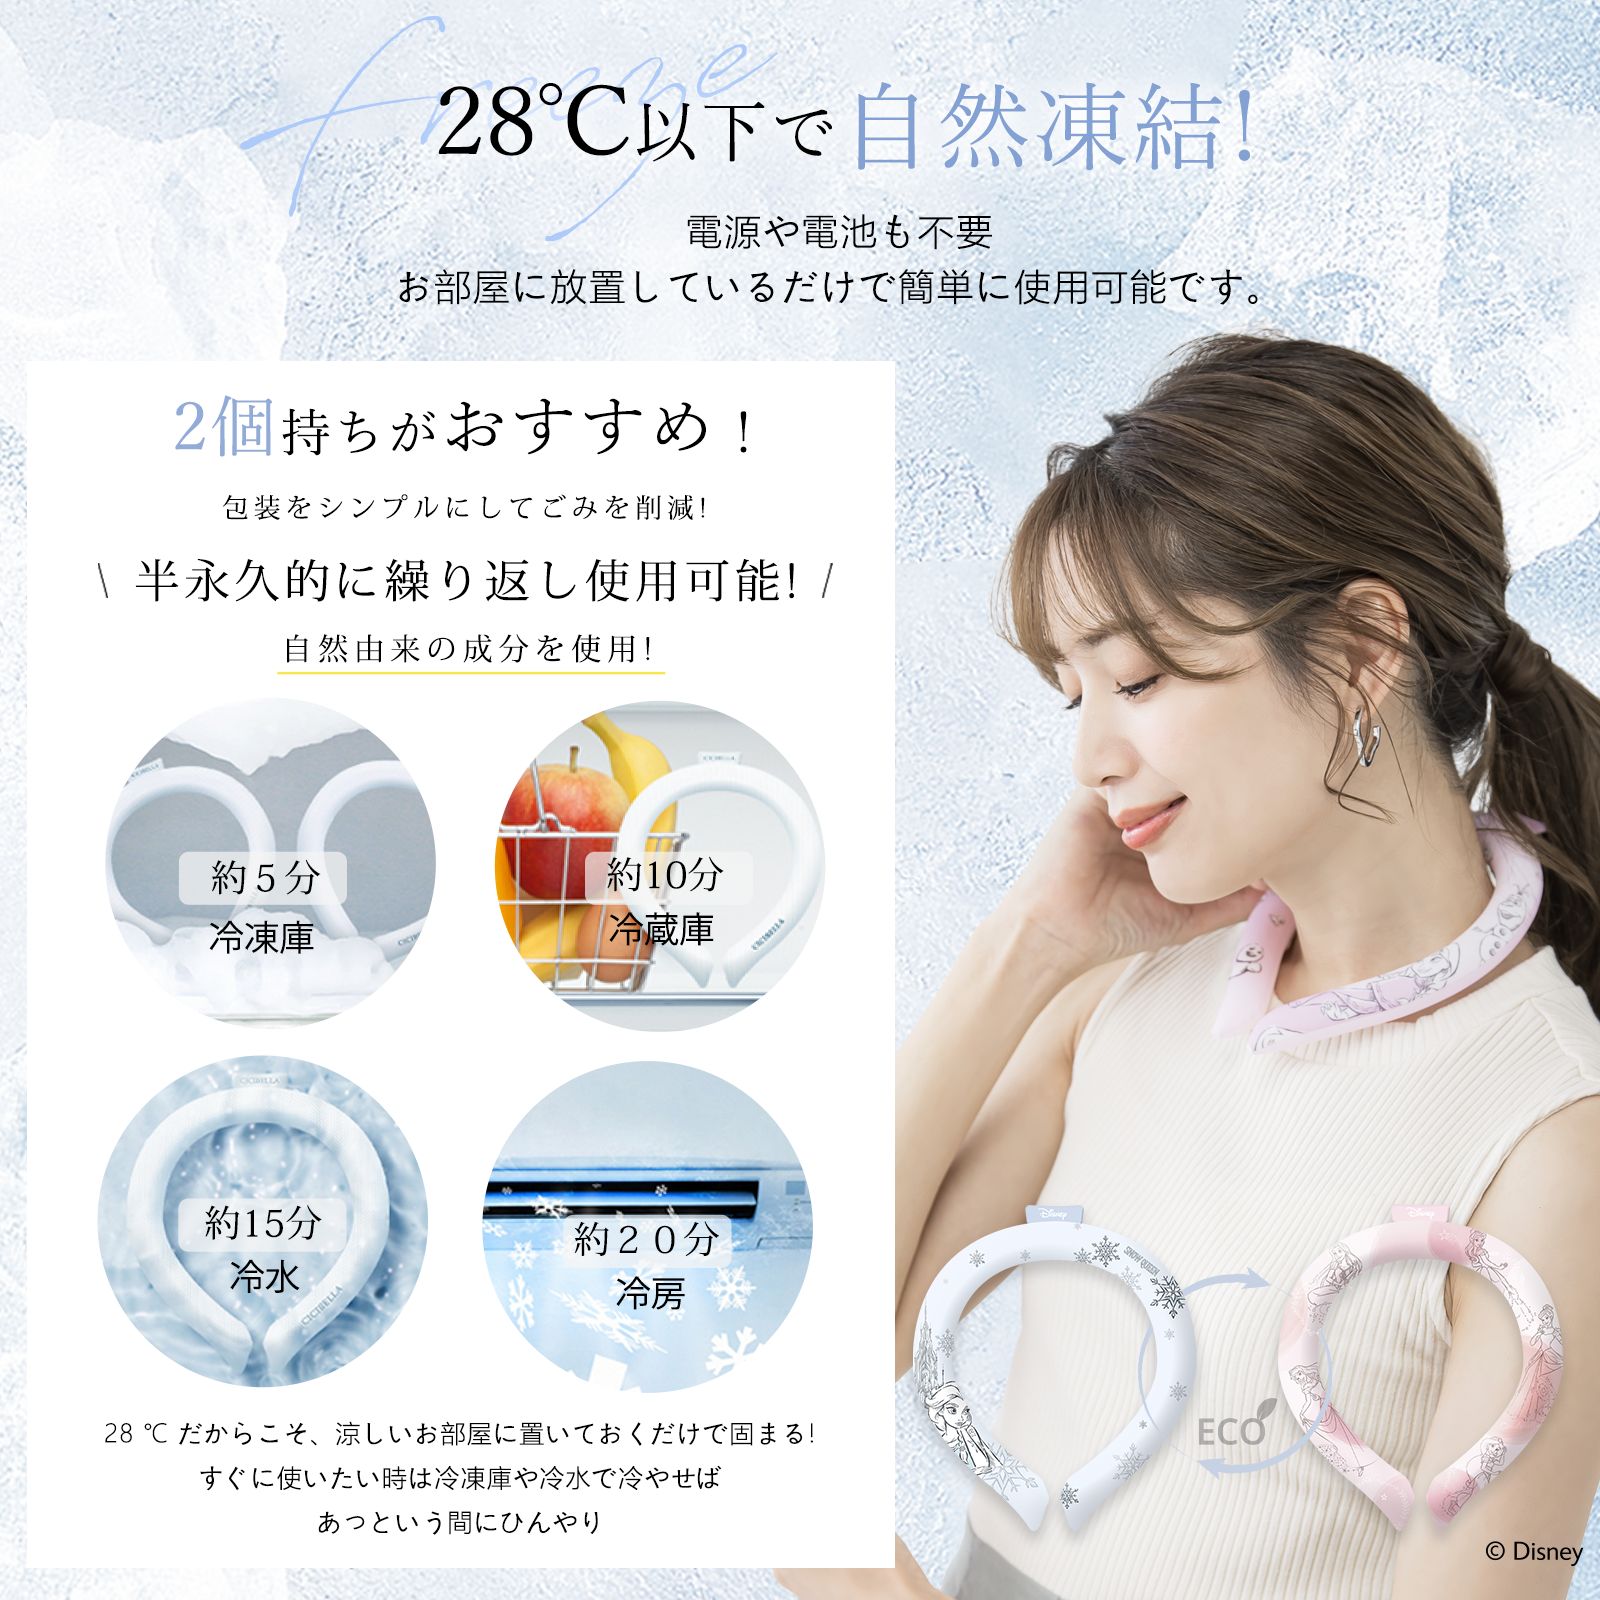 freeze
28℃以下で自然凍結!
電源や電池も不要
お部屋に放置しているだけで簡単に使用可能です。
2個持ちがおすすめ！
包装をシンプルにしてごみを削減!
\ 半永久的に繰り返し使用可能! /
自然由来の成分を使用!
CICIBELLA
CICIBELLA
約５分
冷凍庫
CICIBELLA
CICIBELLA
約10分
冷蔵庫
CICIBELLA
CICIBELLA
約15分
冷水
約２０分
冷房
28 ℃ だからこそ、涼しいお部屋に置いておくだけで固まる!
すぐに使いたい時は冷凍庫や冷水で冷やせば
あっという間にひんやり
Disney
SNOW QUEEN
Disney
ECO
© Disney